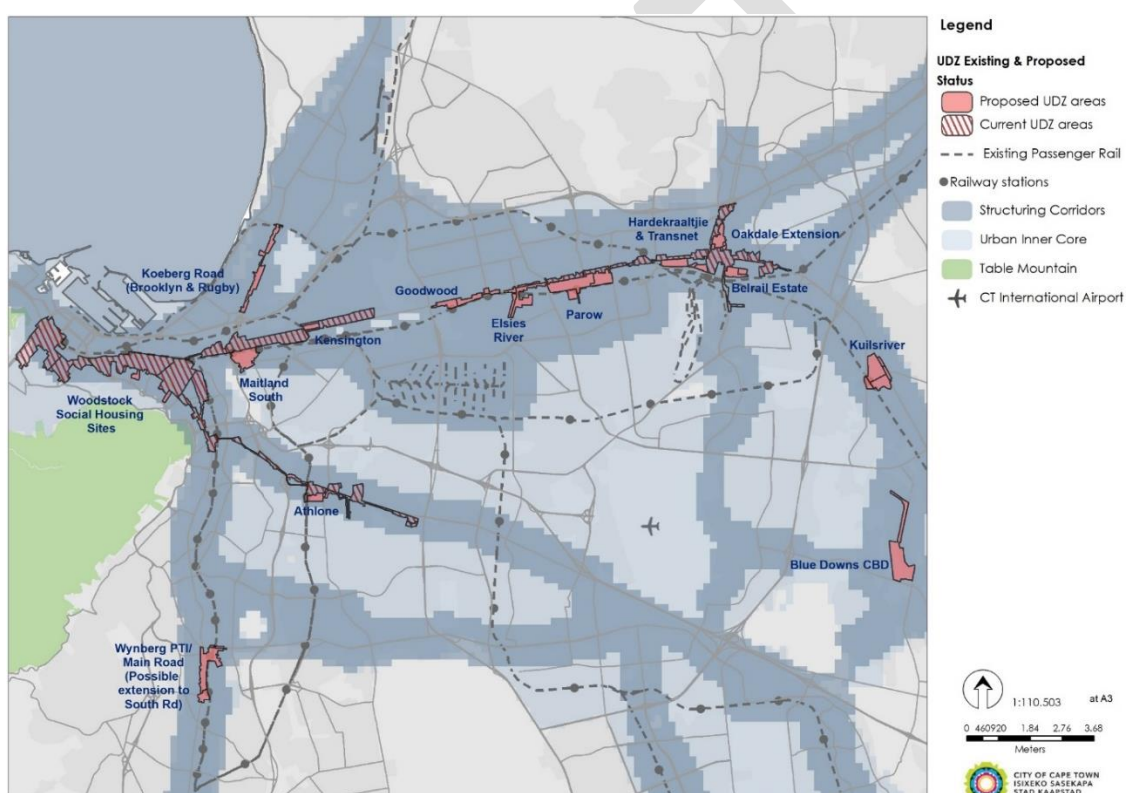 Legend
UDZ Existing & Proposed
Status
Proposed UDZ areas
Current UDZ areas
Existing Passenger Rail
Railway stations
Structuring Corridors
Urban Inner Core
Table Mountain
CT International Airport
Hardekraaltjie
& Transnet
Oakdale Extension
Koeberg Road
(Brooklyn & Rugby)
Goodwood
Belrail Estate
Elsies
River
Parow
Kensington
Kuilsriver
Maitland
South
Woodstock
Social Housing
Sites
Athlone
Blue Downs CBD
Wynberg PTI/
Main Road
(Possible
extension to
South Rd)
1:110.503 at A3
0 460920 1.84 2.76 3.68
Meters
CITY OF CAPE TOWN
ISIXEKO SASEKAPA
STAD KAAPSTAD